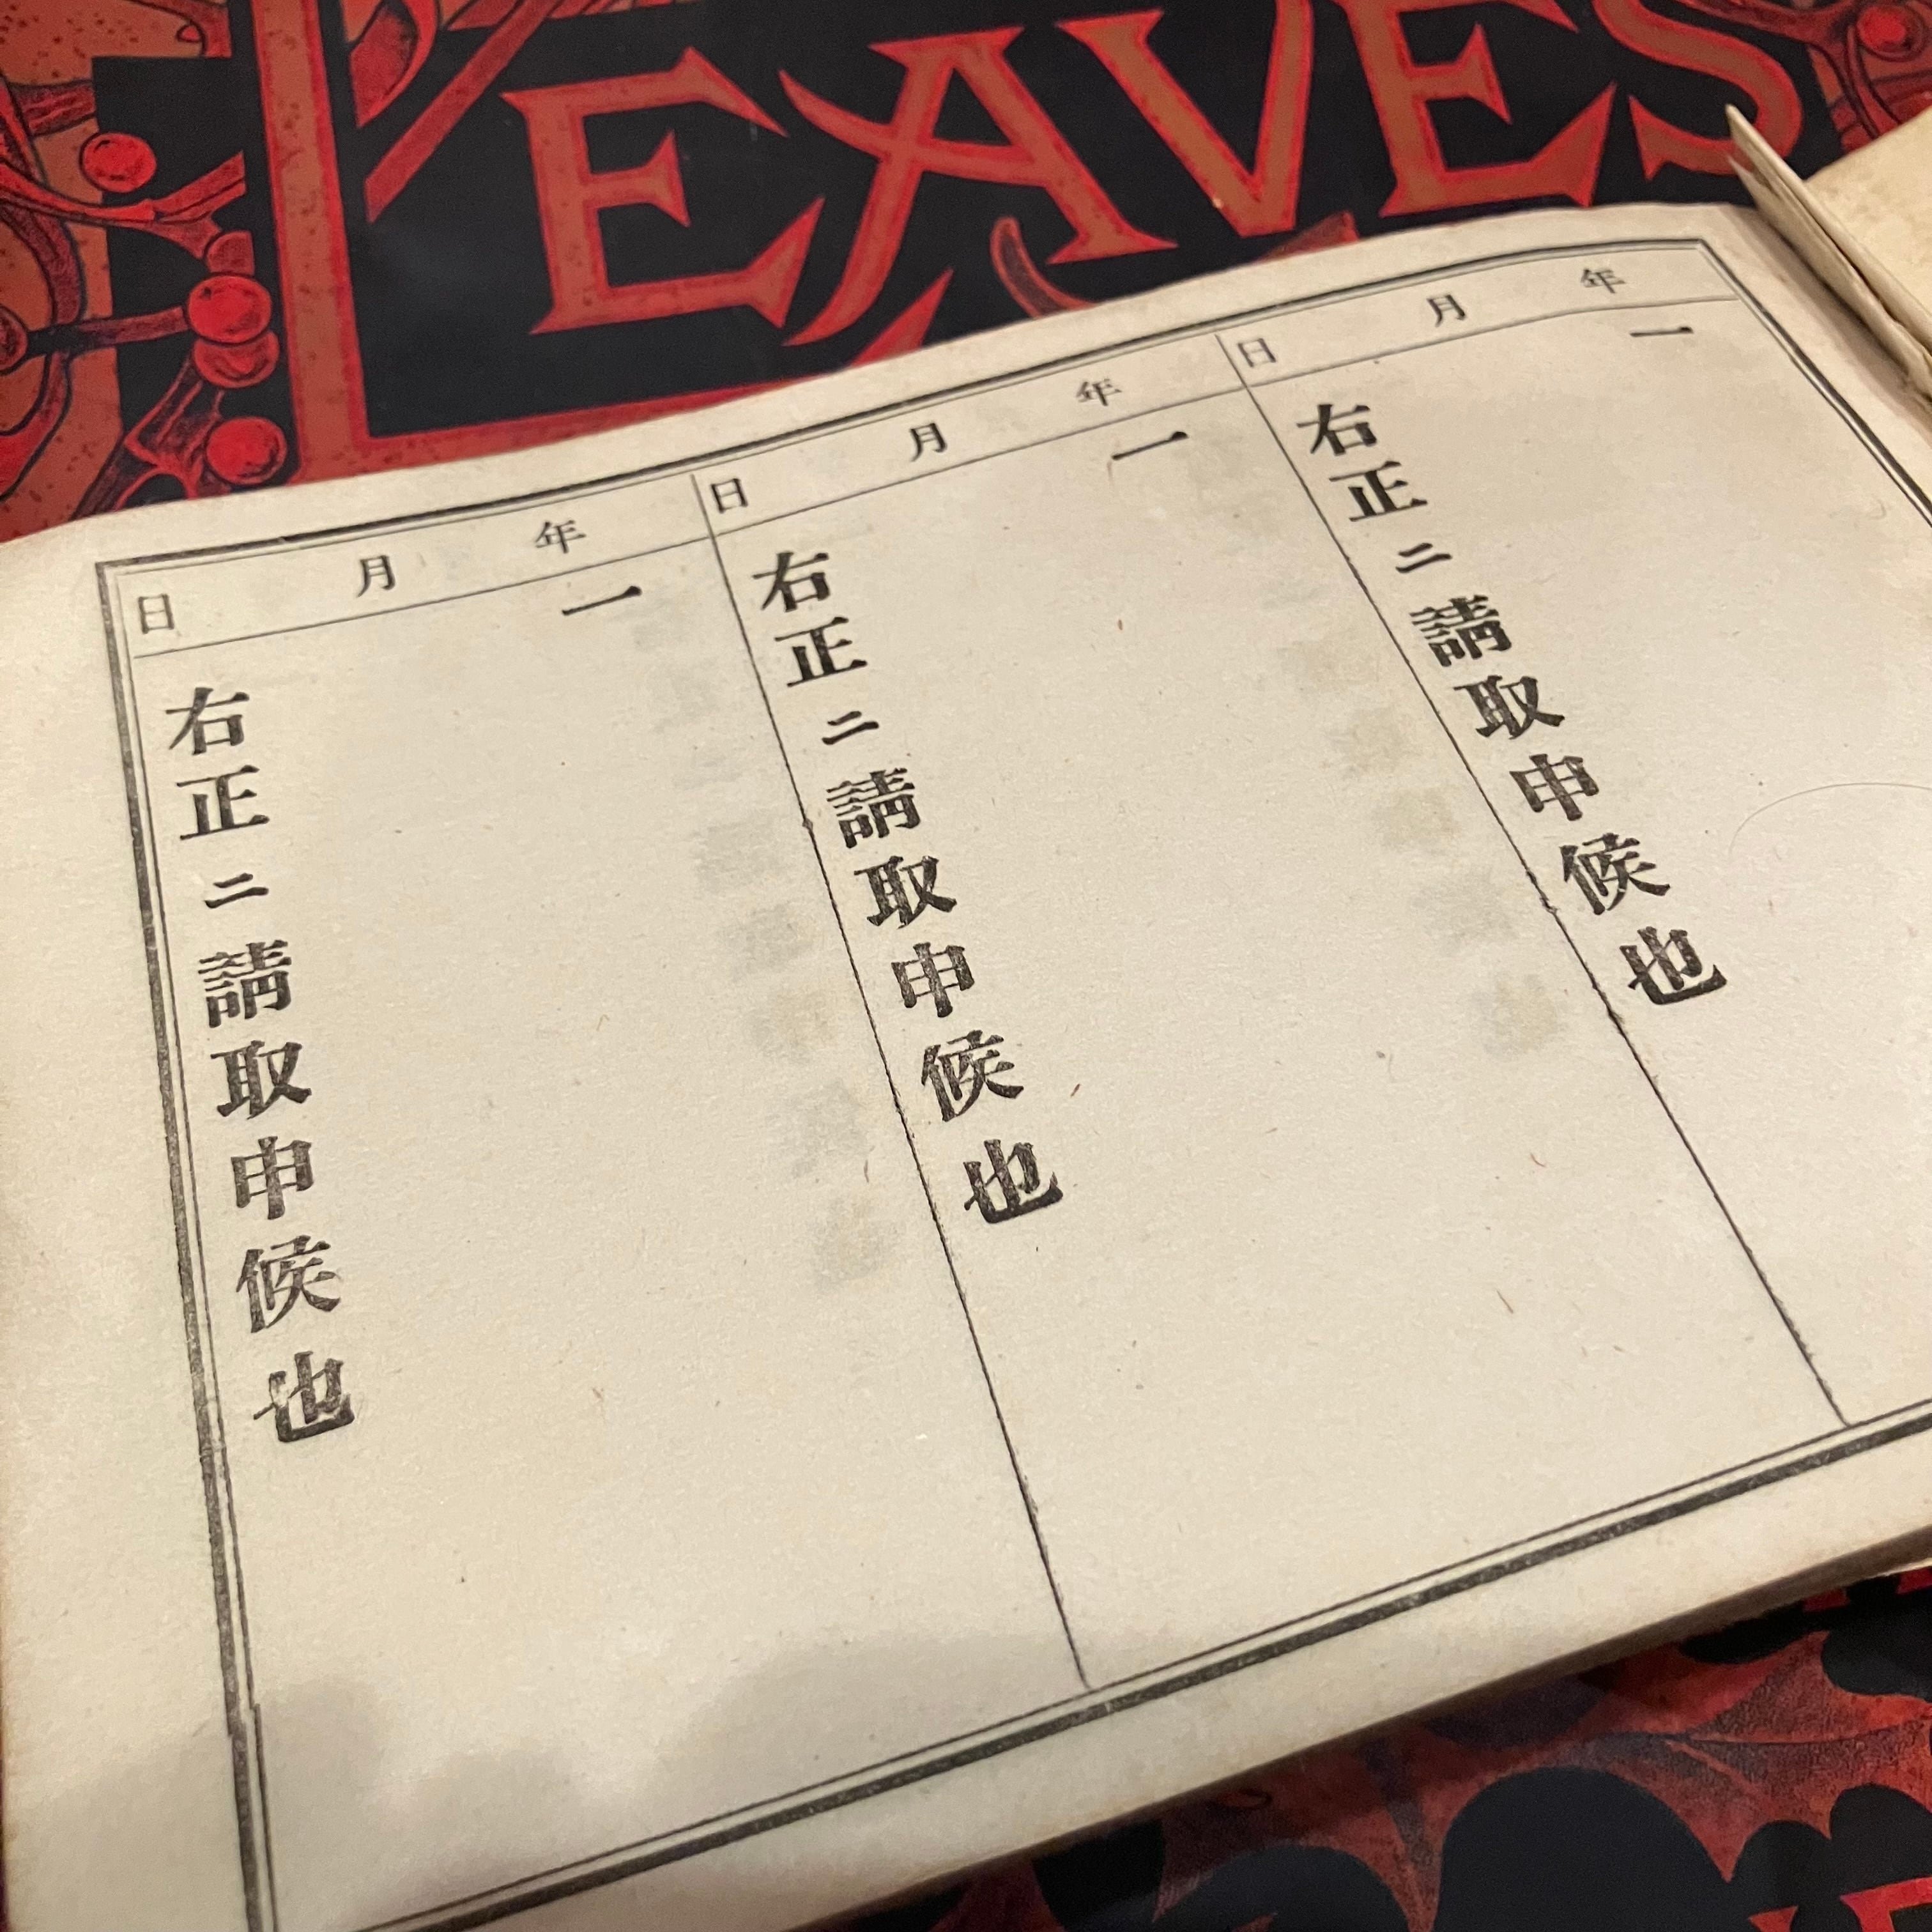 EAVES
年 月 日
一
右正ニ請取申候也
年 月 日
一
右正ニ請取申候也
年 月 日
一
右正ニ請取申候也